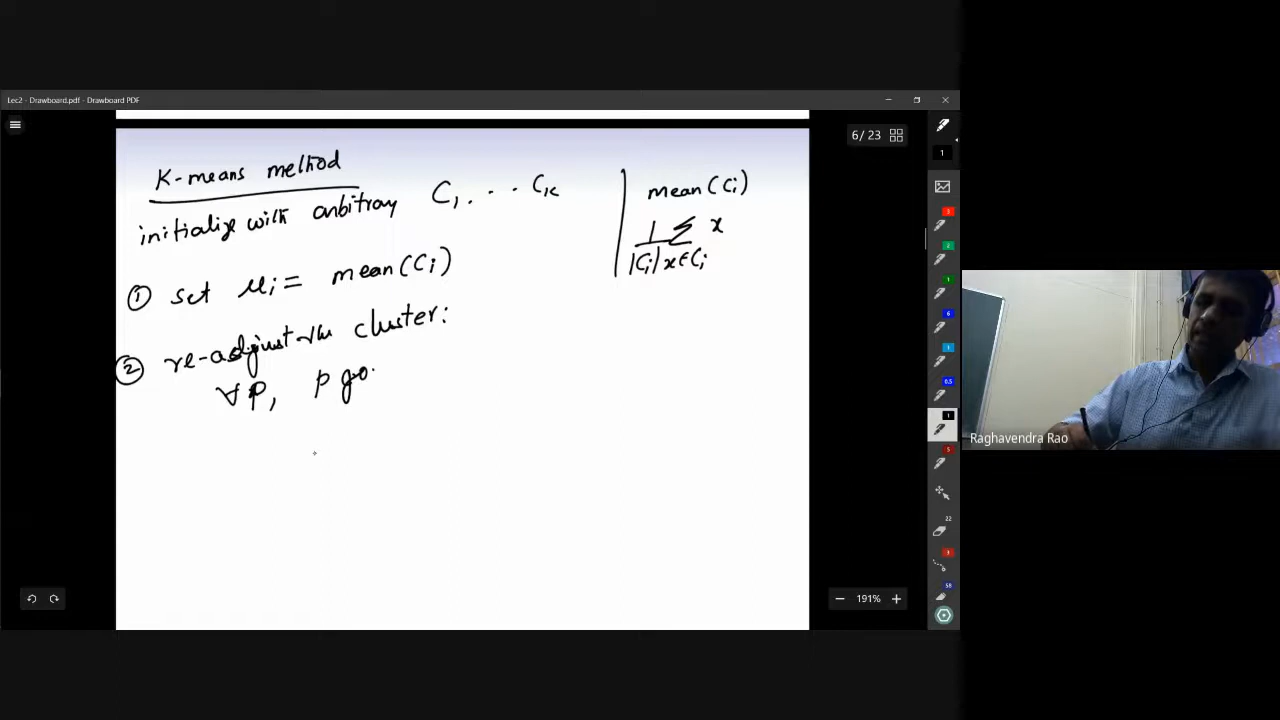 Lec2 - Drawboard.pdf - Drawboard PDF
6/ 23
K-means method
initialize with arbitray C1, . . . CK
mean(Ci)
1/|Ci| Σ x∈Ci x
① set μi = mean(Ci)
② re-adjust the cluster:
∀ P, P go
Raghavendra Rao
191%